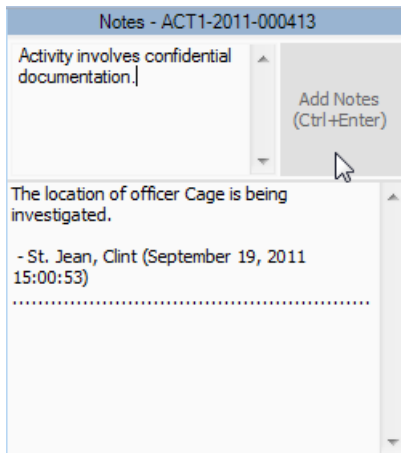 Notes - ACT1-2011-000413
Activity involves confidential
documentation.
Add Notes
(Ctrl+Enter)
The location of officer Cage is being
investigated.
- St. Jean, Clint (September 19, 2011
15:00:53)